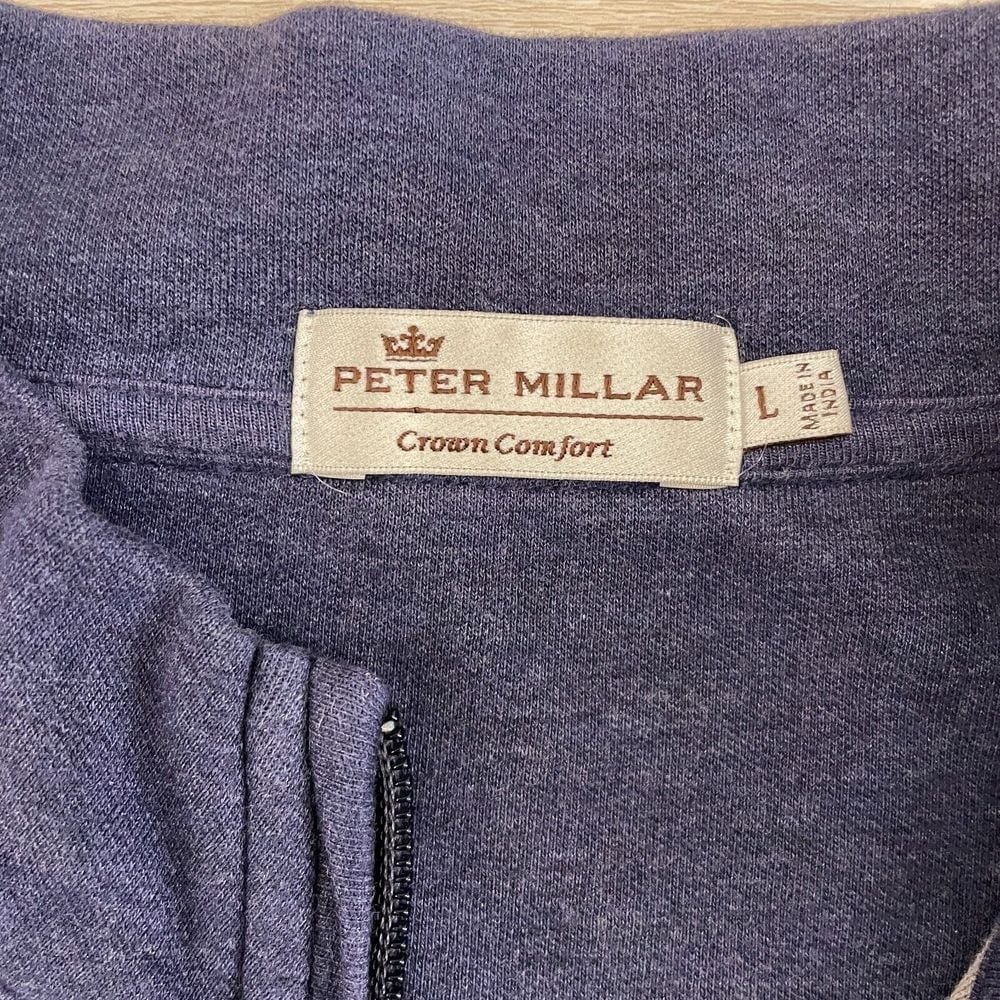 PETER MILLAR
Crown Comfort
L
MADE IN
INDIA